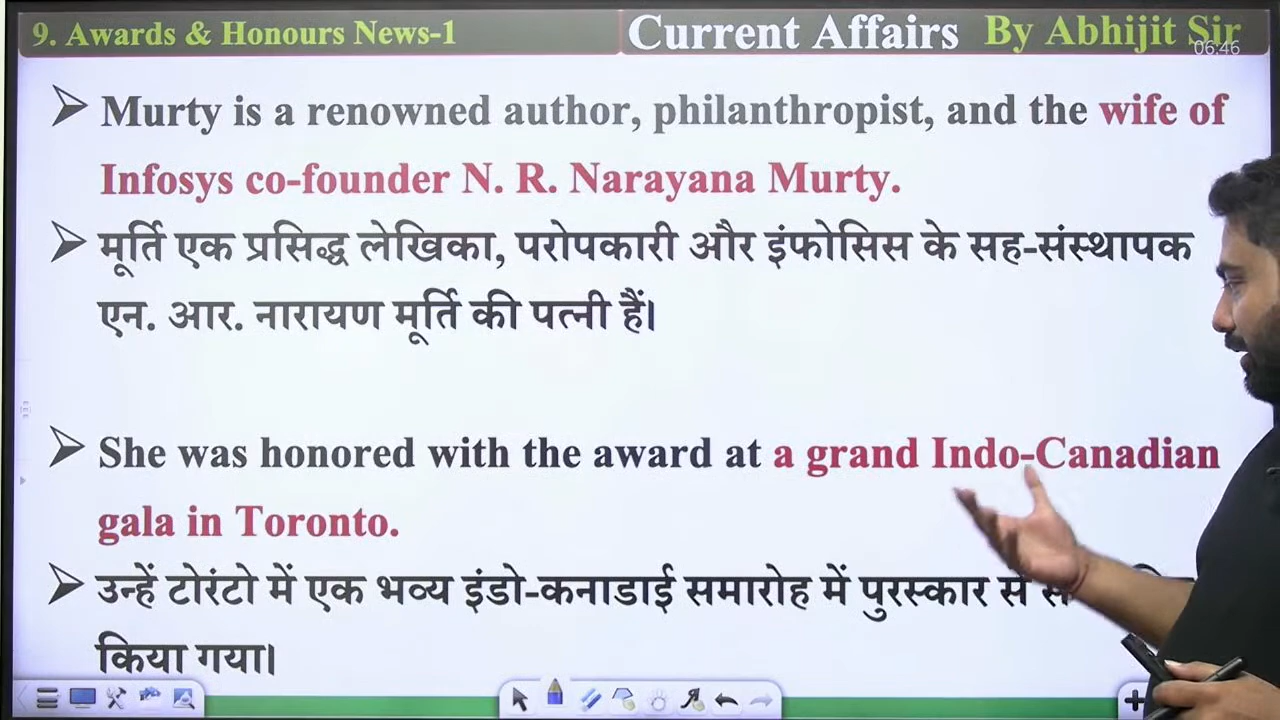 9. Awards & Honours News-1
Current Affairs By Abhijit Sir
06:46
Murty is a renowned author, philanthropist, and the wife of
Infosys co-founder N. R. Narayana Murty.
मूर्ति एक प्रसिद्ध लेखिका, परोपकारी और इंफोसिस के सह-संस्थापक
एन. आर. नारायण मूर्ति की पत्नी हैं।
She was honored with the award at a grand Indo-Canadian
gala in Toronto.
उन्हें टोरंटो में एक भव्य इंडो-कनाडाई समारोह में पुरस्कार से
किया गया।